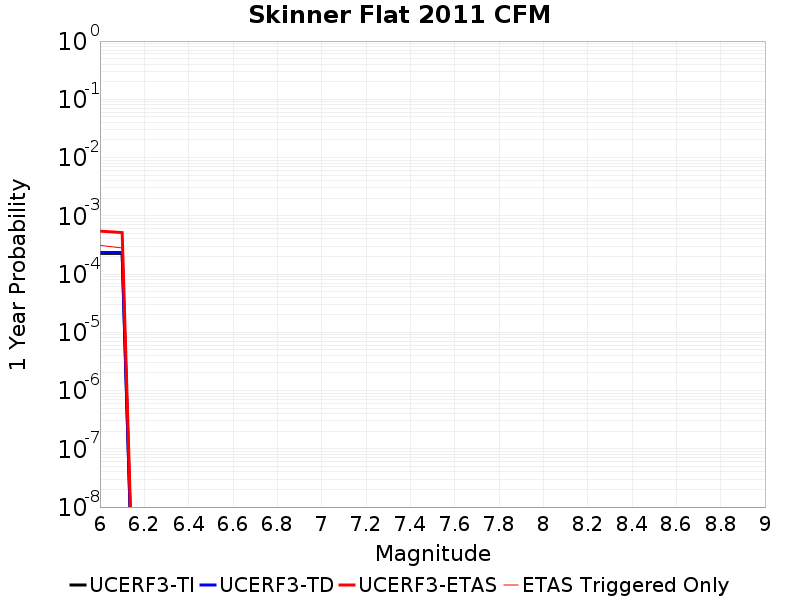 Skinner Flat 2011 CFM
1 Year Probability
10^0
10^-1
10^-2
10^-3
10^-4
10^-5
10^-6
10^-7
10^-8
6 6.2 6.4 6.6 6.8 7 7.2 7.4 7.6 7.8 8 8.2 8.4 8.6 8.8 9
Magnitude
UCERF3-TI UCERF3-TD UCERF3-ETAS ETAS Triggered Only